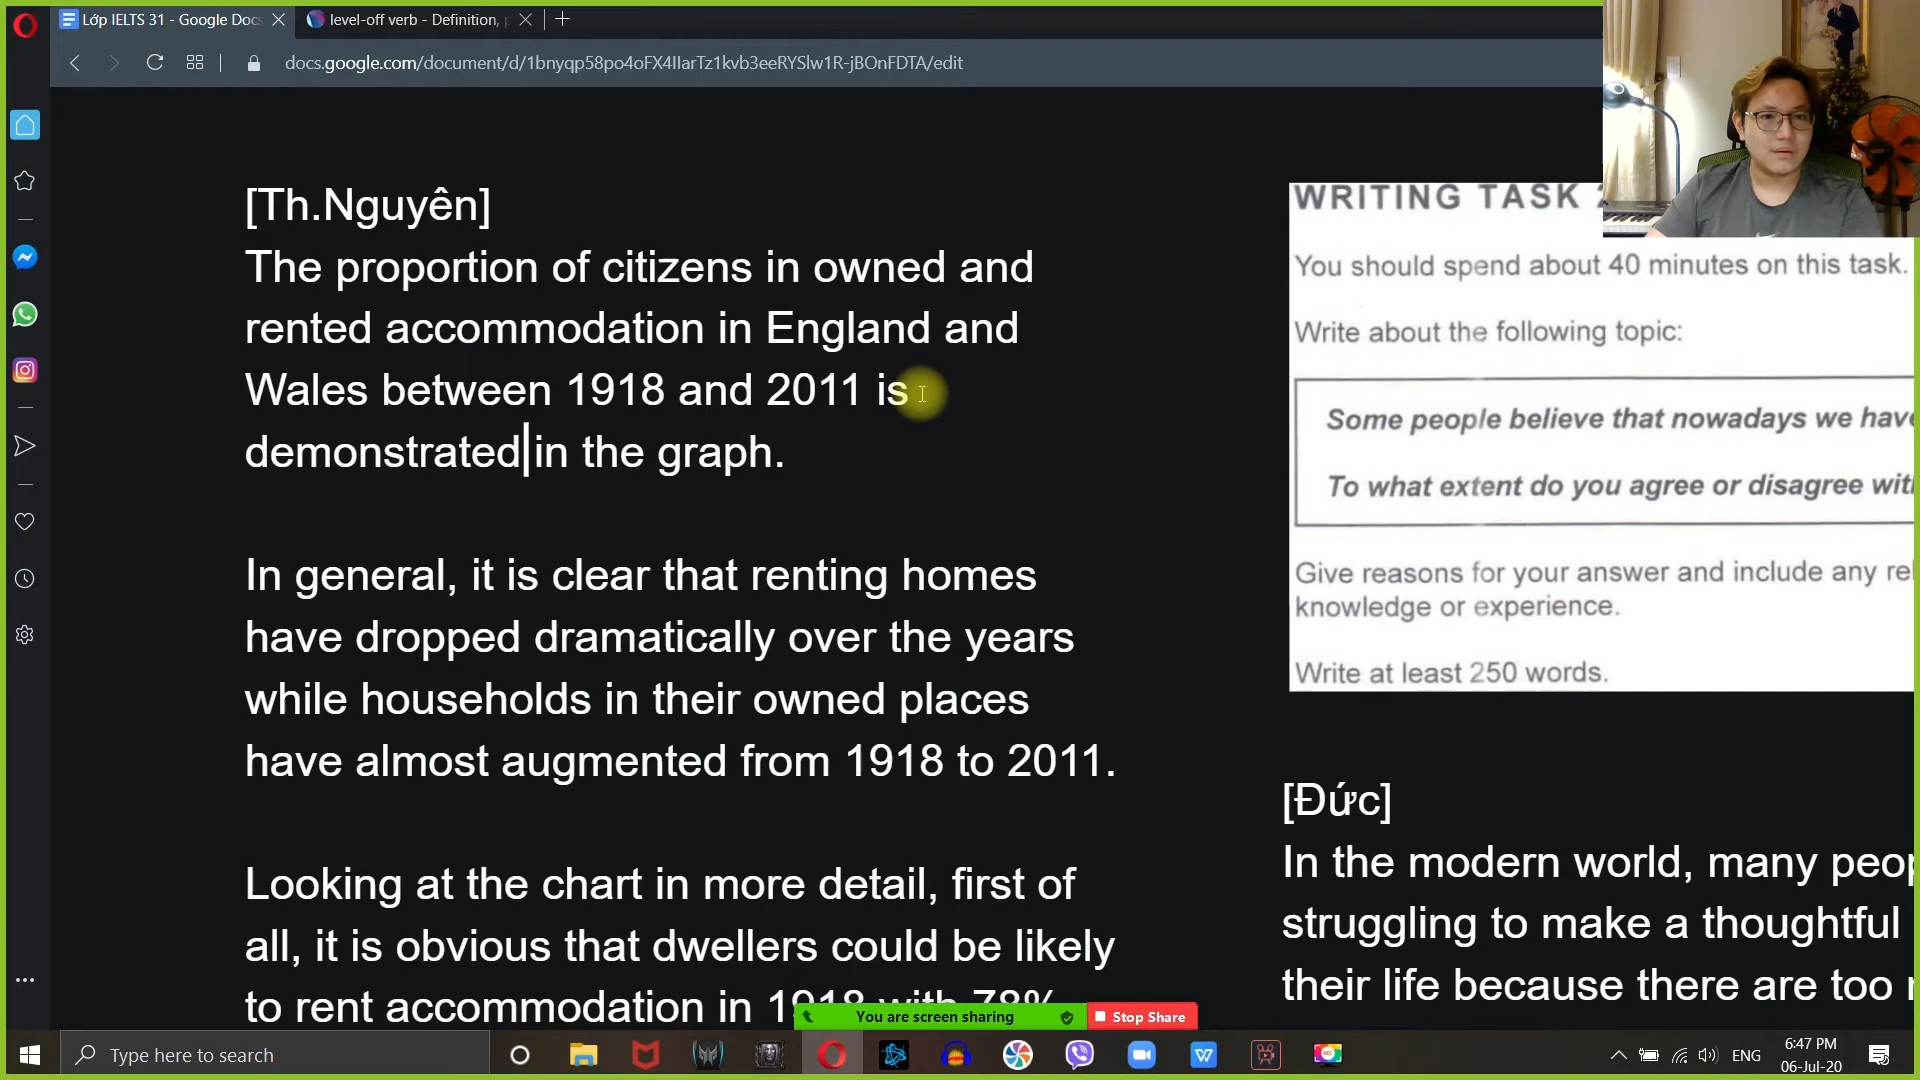 Lớp IELTS 31 - Google Docs
level-off verb - Definition,
docs.google.com/document/d/1bnyqp58po4oFX4IIarTz1kvb3eeRYSlw1R-jBOnFDTA/edit
[Th.Nguyên]
The proportion of citizens in owned and
rented accommodation in England and
Wales between 1918 and 2011 is
demonstrated in the graph.
In general, it is clear that renting homes
have dropped dramatically over the years
while households in their owned places
have almost augmented from 1918 to 2011.
Looking at the chart in more detail, first of
all, it is obvious that dwellers could be likely
to rent accommodation in 1918 with 78%
WRITING TASK
You should spend about 40 minutes on this task.
Write about the following topic:
Some people believe that nowadays we have
To what extent do you agree or disagree with
Give reasons for your answer and include any
knowledge or experience.
Write at least 250 words.
[Đức]
In the modern world, many
struggling to make a thoughtful
their life because there are too
You are screen sharing
Stop Share
Type here to search
ENG
6:47 PM
06-Jul-20